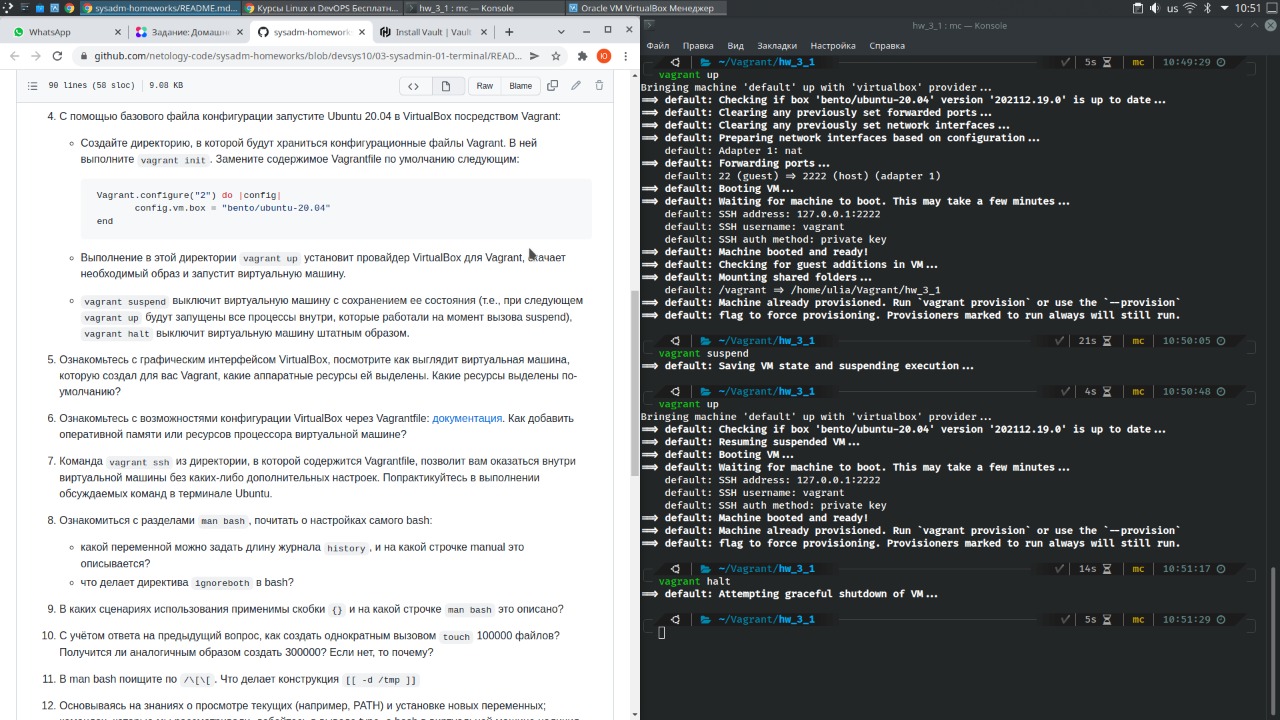 sysadm-homeworks/README.md...
Курсы Linux и DevOPS Бесплатн...
hw_3_1 : mc — Konsole
Oracle VM VirtualBox Менеджер
us
10:51
WhatsApp
Задание: Домашн
sysadm-homework
Install Vault | Vault
github.com/netology-code/sysadm-homeworks/blob/devsys10/03-sysadmin-01-terminal/READ...
Ю
90 lines (58 sloc) 9.08 KB
Raw
Blame
4. С помощью базового файла конфигурации запустите Ubuntu 20.04 в VirtualBox посредством Vagrant:
Создайте директорию, в которой будут храниться конфигурационные файлы Vagrant. В ней
выполните vagrant init . Замените содержимое Vagrantfile по умолчанию следующим:
Vagrant.configure("2") do |config|
config.vm.box = "bento/ubuntu-20.04"
end
Выполнение в этой директории vagrant up установит провайдер VirtualBox для Vagrant, скачает
необходимый образ и запустит виртуальную машину.
vagrant suspend выключит виртуальную машину с сохранением ее состояния (т.е., при следующем
vagrant up будут запущены все процессы внутри, которые работали на момент вызова suspend),
vagrant halt выключит виртуальную машину штатным образом.
5. Ознакомьтесь с графическим интерфейсом VirtualBox, посмотрите как выглядит виртуальная машина,
которую создал для вас Vagrant, какие аппаратные ресурсы ей выделены. Какие ресурсы выделены по-
умолчанию?
6. Ознакомьтесь с возможностями конфигурации VirtualBox через Vagrantfile: документация. Как добавить
оперативной памяти или ресурсов процессора виртуальной машине?
7. Команда vagrant ssh из директории, в которой содержится Vagrantfile, позволит вам оказаться внутри
виртуальной машины без каких-либо дополнительных настроек. Попрактикуйтесь в выполнении
обсуждаемых команд в терминале Ubuntu.
8. Ознакомиться с разделами man bash , почитать о настройках самого bash:
какой переменной можно задать длину журнала history , и на какой строчке manual это
описывается?
что делает директива ignoreboth в bash?
9. В каких сценариях использования применимы скобки {} и на какой строчке man bash это описано?
10. С учётом ответа на предыдущий вопрос, как создать однократным вызовом touch 100000 файлов?
Получится ли аналогичным образом создать 300000? Если нет, то почему?
11. В man bash поищите по /\[\[ . Что делает конструкция [[ -d /tmp ]]
12. Основываясь на знаниях о просмотре текущих (например, PATH) и установке новых переменных;
hw_3_1 : mc — Konsole
Файл Правка Вид Закладки Настройка Справка
~/Vagrant/hw_3_1 5s mc 10:49:29
vagrant up
Bringing machine 'default' up with 'virtualbox' provider...
==> default: Checking if box 'bento/ubuntu-20.04' version '202112.19.0' is up to date...
==> default: Clearing any previously set forwarded ports...
==> default: Clearing any previously set network interfaces...
==> default: Preparing network interfaces based on configuration...
default: Adapter 1: nat
==> default: Forwarding ports...
default: 22 (guest) => 2222 (host) (adapter 1)
==> default: Booting VM...
==> default: Waiting for machine to boot. This may take a few minutes...
default: SSH address: 127.0.0.1:2222
default: SSH username: vagrant
default: SSH auth method: private key
==> default: Machine booted and ready!
==> default: Checking for guest additions in VM...
==> default: Mounting shared folders...
default: /vagrant => /home/ulia/Vagrant/hw_3_1
==> default: Machine already provisioned. Run `vagrant provision` or use the `--provision`
==> default: flag to force provisioning. Provisioners marked to run always will still run.
~/Vagrant/hw_3_1 21s mc 10:50:05
vagrant suspend
==> default: Saving VM state and suspending execution...
~/Vagrant/hw_3_1 4s mc 10:50:48
vagrant up
Bringing machine 'default' up with 'virtualbox' provider...
==> default: Checking if box 'bento/ubuntu-20.04' version '202112.19.0' is up to date...
==> default: Resuming suspended VM...
==> default: Booting VM...
==> default: Waiting for machine to boot. This may take a few minutes...
default: SSH address: 127.0.0.1:2222
default: SSH username: vagrant
default: SSH auth method: private key
==> default: Machine booted and ready!
==> default: Machine already provisioned. Run `vagrant provision` or use the `--provision`
==> default: flag to force provisioning. Provisioners marked to run always will still run.
~/Vagrant/hw_3_1 14s mc 10:51:17
vagrant halt
==> default: Attempting graceful shutdown of VM...
~/Vagrant/hw_3_1 5s mc 10:51:29